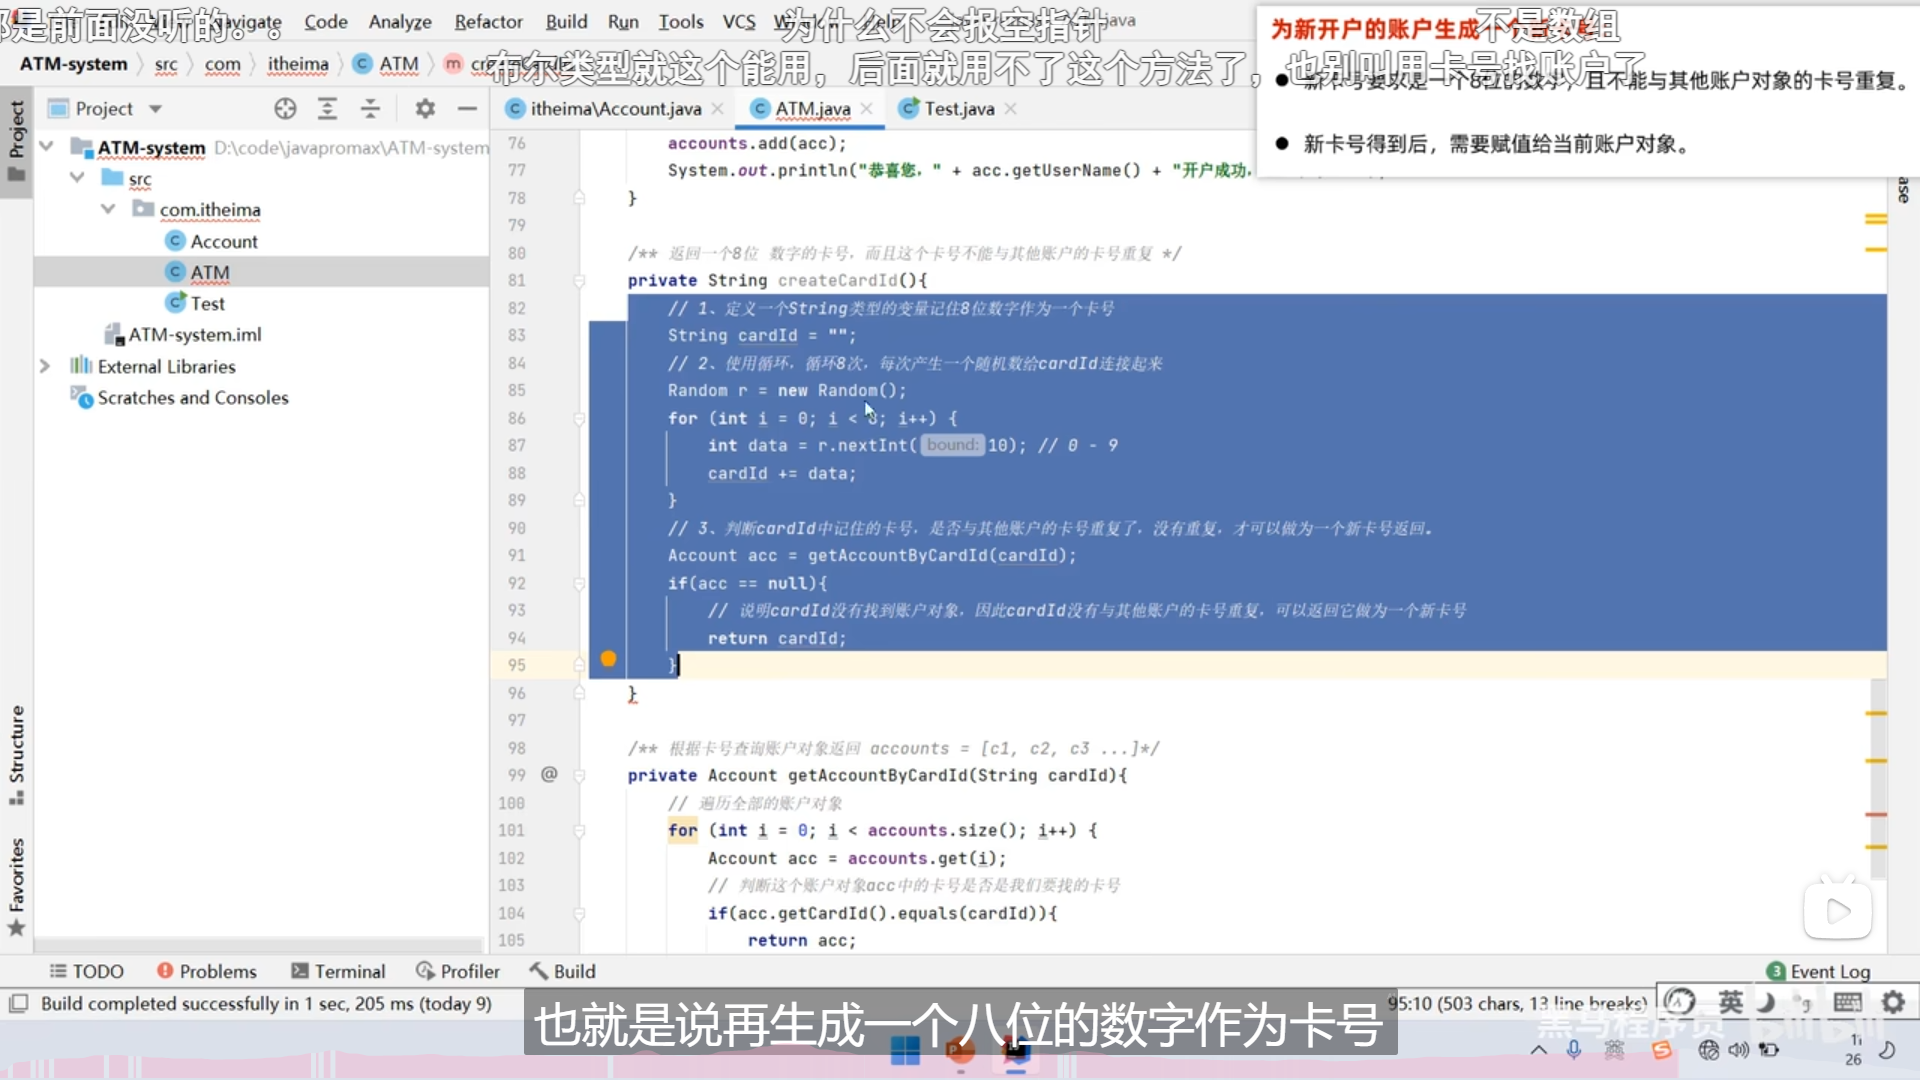 Navigate Code Analyze Refactor Build Run Tools VCS Window Help
那是前面没听的。。
为什么不会报空指针
不是数组
布尔类型就这个能用，后面就用不了这个方法了，也别叫用卡号找账户了
为新开户的账户生成
新卡号要求是一个8位的数字，且不能与其他账户对象的卡号重复。
新卡号得到后，需要赋值给当前账户对象。
ATM-system src com itheima ATM
Project
itheima\Account.java ATM.java Test.java
Project
ATM-system D:\code\javapromax\ATM-system
src
com.itheima
Account
ATM
Test
ATM-system.iml
External Libraries
Scratches and Consoles
Structure
Favorites
76 accounts.add(acc);
77 System.out.println("恭喜您，" + acc.getUserName() + "开户成功，
78 }
79
80 /** 返回一个8位 数字的卡号，而且这个卡号不能与其他账户的卡号重复 */
81 private String createCardId(){
82 // 1、定义一个String类型的变量记住8位数字作为一个卡号
83 String cardId = "";
84 // 2、使用循环，循环8次，每次产生一个随机数给cardId连接起来
85 Random r = new Random();
86 for (int i = 0; i < 8; i++) {
87 int data = r.nextInt( bound: 10); // 0 - 9
88 cardId += data;
89 }
90 // 3、判断cardId中记住的卡号，是否与其他账户的卡号重复了，没有重复，才可以做为一个新卡号返回。
91 Account acc = getAccountByCardId(cardId);
92 if(acc == null){
93 // 说明cardId没有找到账户对象，因此cardId没有与其他账户的卡号重复，可以返回它做为一个新卡号
94 return cardId;
95 }
96 }
97
98 /** 根据卡号查询账户对象返回 accounts = [c1, c2, c3 ...]*/
99 @ private Account getAccountByCardId(String cardId){
100 // 遍历全部的账户对象
101 for (int i = 0; i < accounts.size(); i++) {
102 Account acc = accounts.get(i);
103 // 判断这个账户对象acc中的卡号是否是我们要找的卡号
104 if(acc.getCardId().equals(cardId)){
105 return acc;
TODO Problems Terminal Profiler Build
3 Event Log
Build completed successfully in 1 sec, 205 ms (today 9)
95:10 (503 chars, 13 line breaks)
英
也就是说再生成一个八位的数字作为卡号
黑马程序员 bilibili
英
26